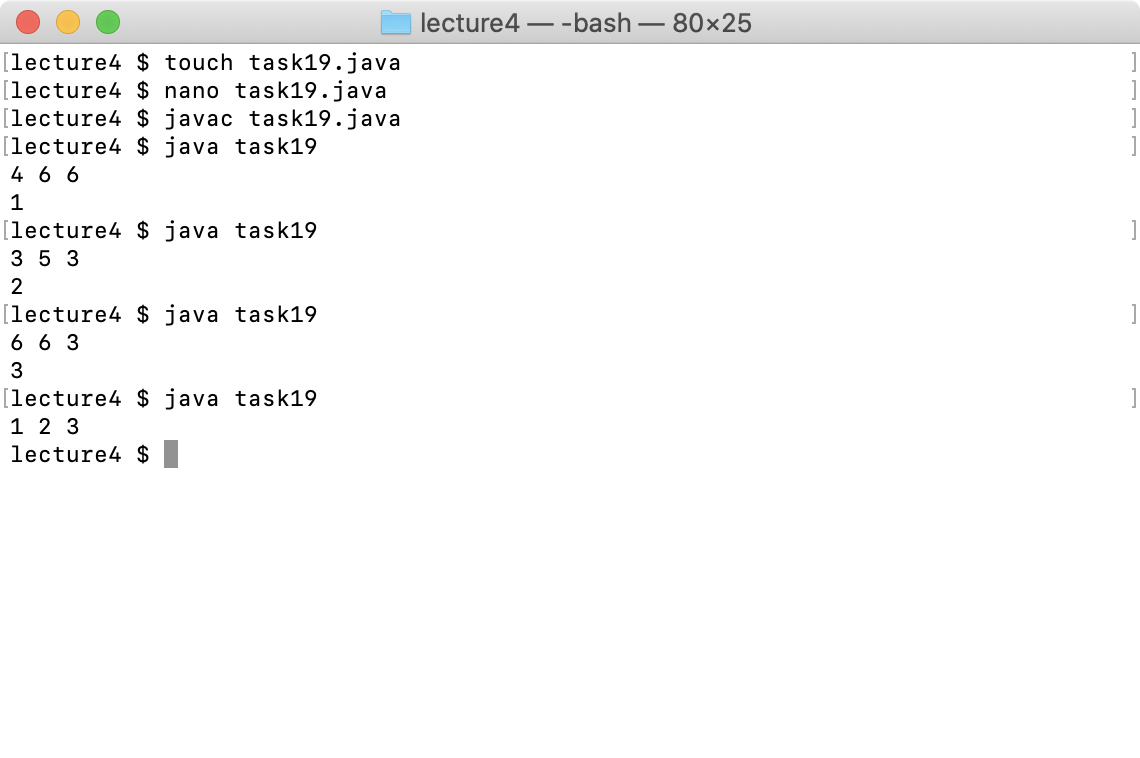 lecture4 — -bash — 80×25
[lecture4 $ touch task19.java ]
[lecture4 $ nano task19.java ]
[lecture4 $ javac task19.java ]
[lecture4 $ java task19 ]
4 6 6
1
[lecture4 $ java task19 ]
3 5 3
2
[lecture4 $ java task19 ]
6 6 3
3
[lecture4 $ java task19 ]
1 2 3
lecture4 $